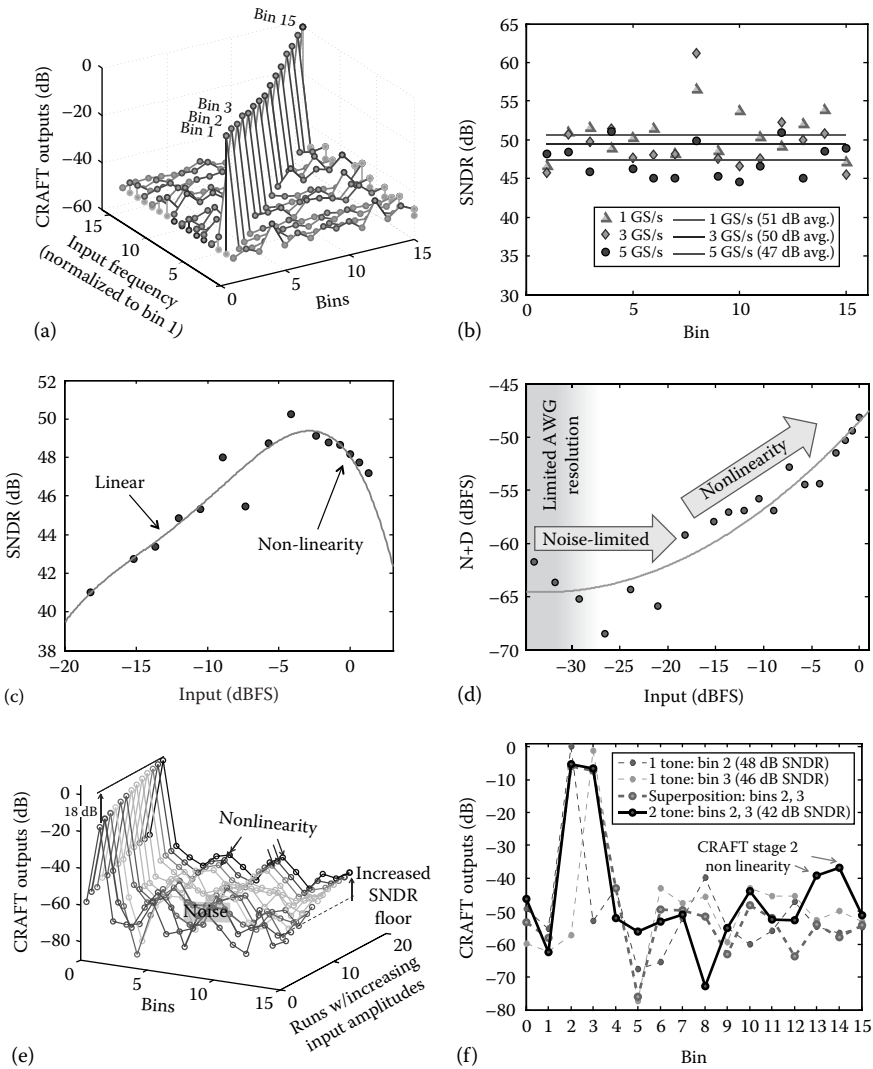 Bin 15
Bin 3
Bin 2
Bin 1
CRAFT outputs (dB)
0
−20
−40
−60
15
10
5
0
Input frequency
(normalized to bin 1)
0
5
10
15
Bins
(a)
SNDR (dB)
65
60
55
50
45
40
35
30
1 GS/s
3 GS/s
5 GS/s
1 GS/s (51 dB avg.)
3 GS/s (50 dB avg.)
5 GS/s (47 dB avg.)
0
5
10
15
Bin
(b)
SNDR (dB)
52
50
48
46
44
42
40
38
Linear
Non-linearity
−20
−15
−10
−5
0
Input (dBFS)
(c)
N+D (dBFS)
−45
−50
−55
−60
−65
−70
Limited AWG
resolution
Nonlinearity
Noise-limited
−30
−25
−20
−15
−10
−5
0
Input (dBFS)
(d)
CRAFT outputs (dB)
0
−20
−40
−60
−80
18 dB
Nonlinearity
Noise
Increased
SNDR
floor
0
5
10
15
Bins
0
10
20
Runs w/increasing
input amplitudes
(e)
CRAFT outputs (dB)
0
−10
−20
−30
−40
−50
−60
−70
−80
1 tone: bin 2 (48 dB SNDR)
1 tone: bin 3 (46 dB SNDR)
Superposition: bins 2, 3
2 tone: bins 2, 3 (42 dB SNDR)
CRAFT stage 2
non linearity
0 1 2 3 4 5 6 7 8 9 10 11 12 13 14 15
Bin
(f)